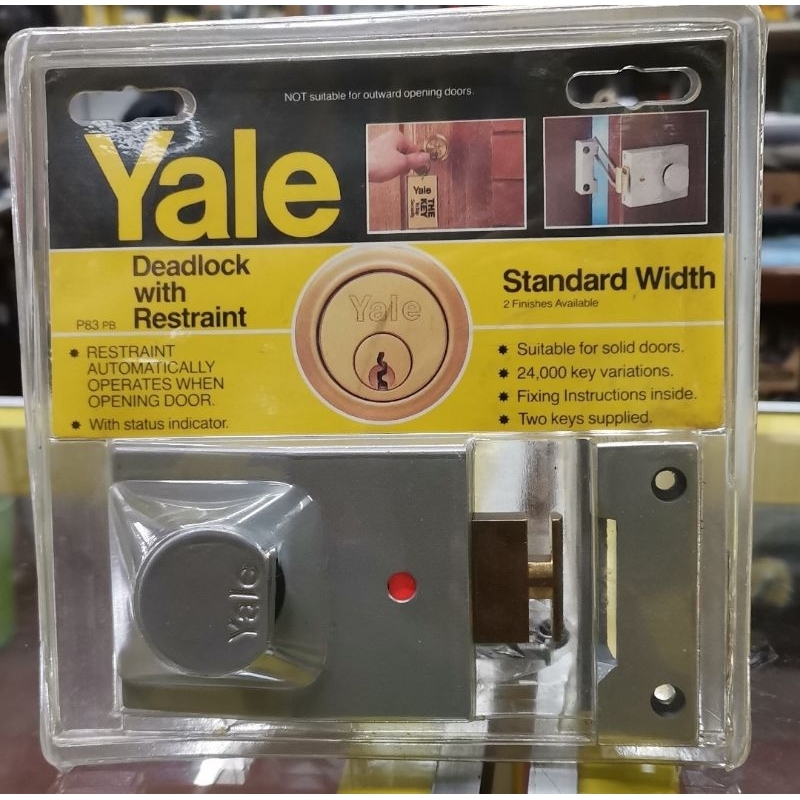 NOT suitable for outward opening doors.
Yale
Yale
THE
KEY
Deadlock
with
Restraint
P83 PB
Yale
Standard Width
2 Finishes Available
✷ RESTRAINT
AUTOMATICALLY
OPERATES WHEN
OPENING DOOR.
✷ With status indicator.
✷ Suitable for solid doors.
✷ 24,000 key variations.
✷ Fixing Instructions inside.
✷ Two keys supplied.
Yale